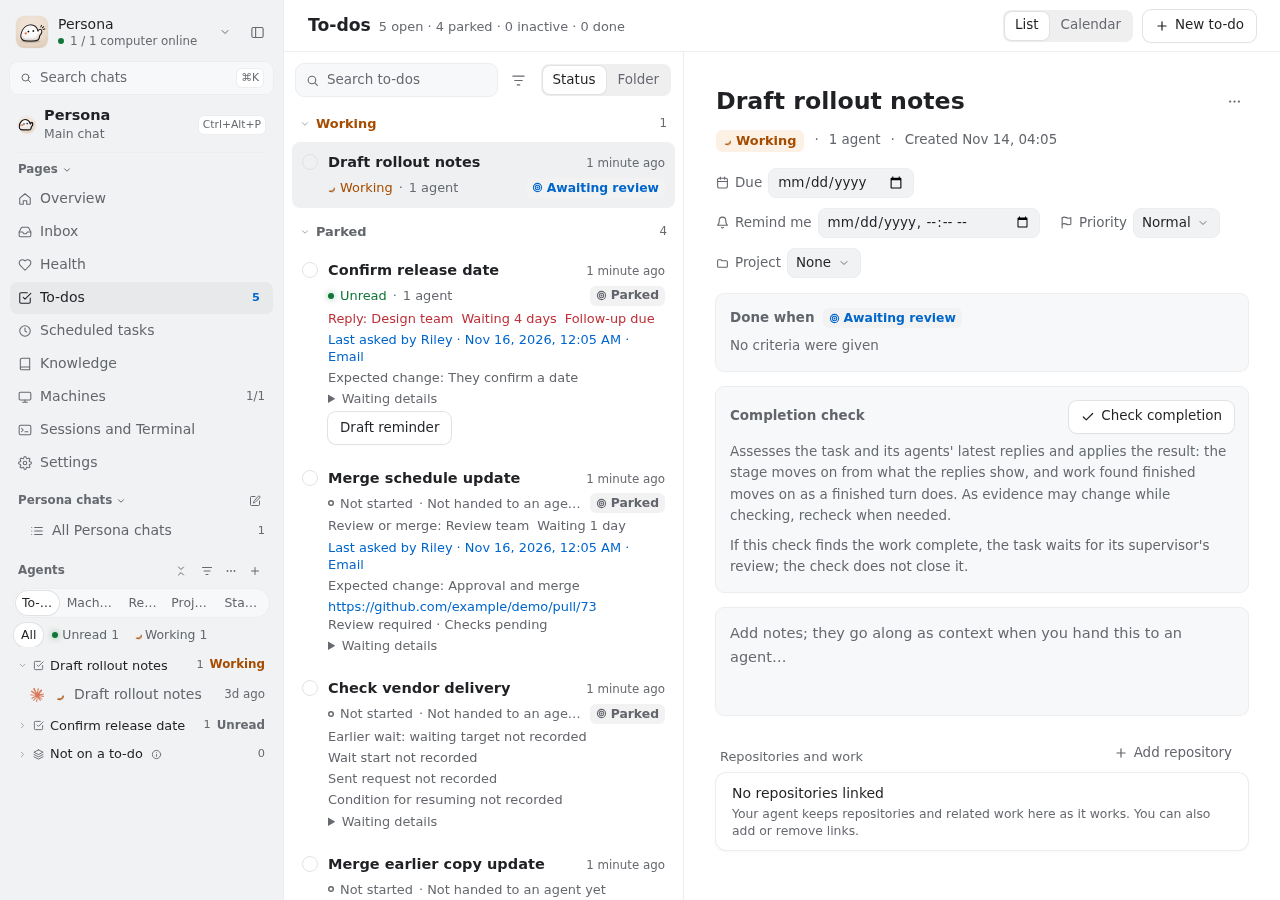 Persona
1 / 1 computer online
Search chats
⌘K
Persona
Main chat
Ctrl+Alt+P
Pages
Overview
Inbox
Health
To-dos
5
Scheduled tasks
Knowledge
Machines
1/1
Sessions and Terminal
Settings
Persona chats
All Persona chats
1
Agents
To-…
Mach…
Re…
Proj…
Sta…
All
Unread 1
Working 1
Draft rollout notes
1 Working
Draft rollout notes
3d ago
Confirm release date
1 Unread
Not on a to-do
0
To-dos
5 open · 4 parked · 0 inactive · 0 done
List
Calendar
New to-do
Search to-dos
Status
Folder
Working
1
Draft rollout notes
1 minute ago
Working · 1 agent
Awaiting review
Parked
4
Confirm release date
1 minute ago
Unread · 1 agent
Parked
Reply: Design team Waiting 4 days Follow-up due
Last asked by Riley · Nov 16, 2026, 12:05 AM ·
Email
Expected change: They confirm a date
Waiting details
Draft reminder
Merge schedule update
1 minute ago
Not started · Not handed to an age…
Parked
Review or merge: Review team Waiting 1 day
Last asked by Riley · Nov 16, 2026, 12:05 AM ·
Email
Expected change: Approval and merge
https://github.com/example/demo/pull/73
Review required · Checks pending
Waiting details
Check vendor delivery
1 minute ago
Not started · Not handed to an age…
Parked
Earlier wait: waiting target not recorded
Wait start not recorded
Sent request not recorded
Condition for resuming not recorded
Waiting details
Merge earlier copy update
1 minute ago
Not started · Not handed to an agent yet
Draft rollout notes
Working · 1 agent · Created Nov 14, 04:05
Due
mm/dd/yyyy
Remind me
mm/dd/yyyy, --:-- --
Priority
Normal
Project
None
Done when
Awaiting review
No criteria were given
Completion check
Check completion
Assesses the task and its agents' latest replies and applies the result: the
stage moves on from what the replies show, and work found finished
moves on as a finished turn does. As evidence may change while
checking, recheck when needed.
If this check finds the work complete, the task waits for its supervisor's
review; the check does not close it.
Add notes; they go along as context when you hand this to an
agent…
Repositories and work
Add repository
No repositories linked
Your agent keeps repositories and related work here as it works. You can also
add or remove links.